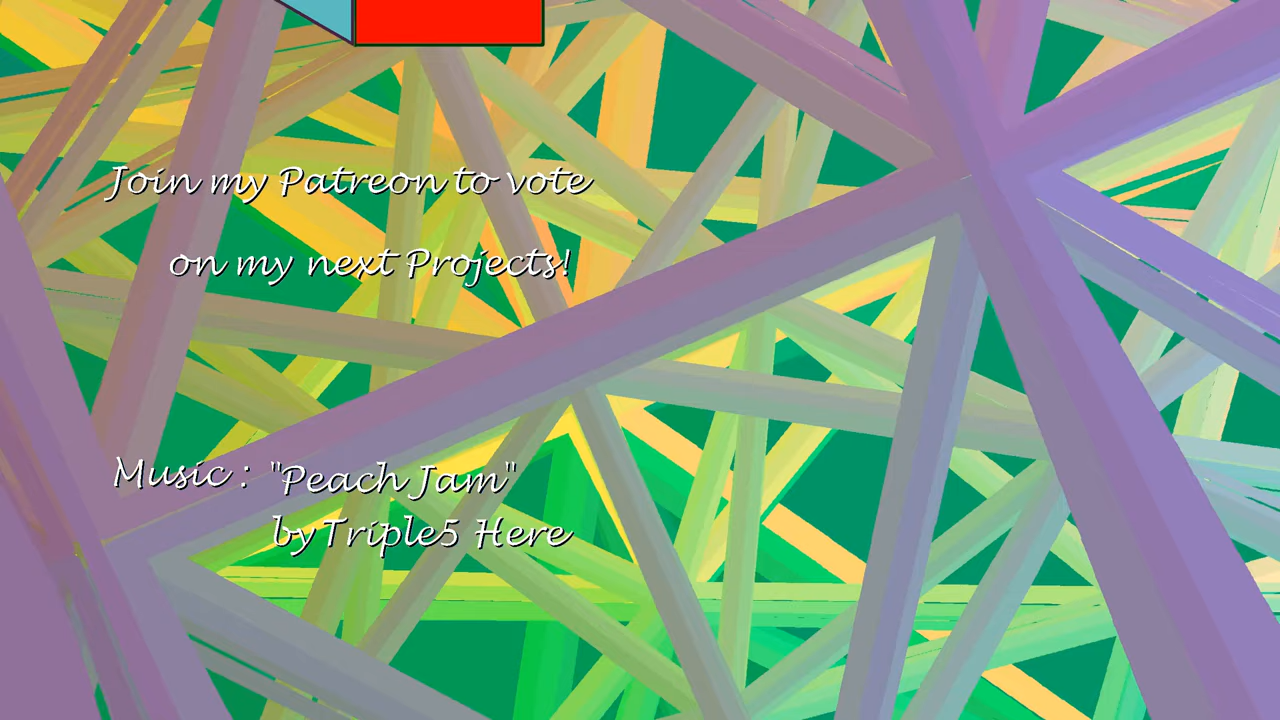 Join my Patreon to vote
on my next Projects!
Music : "Peach Jam"
by Triple5 Here